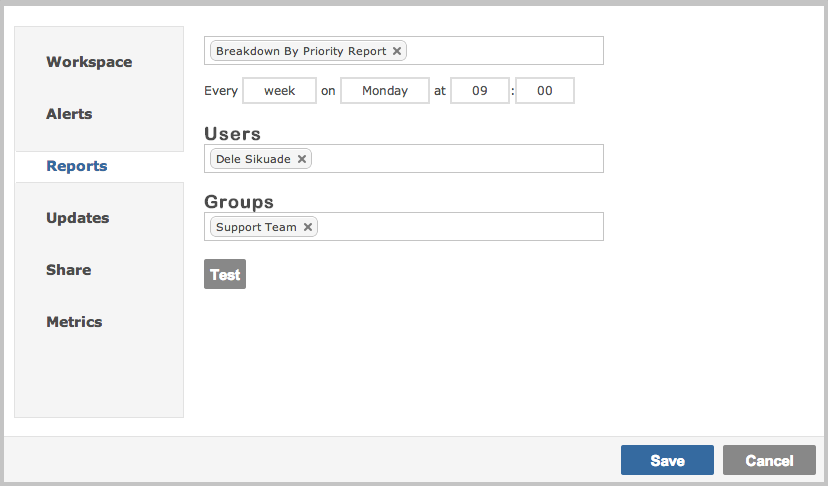 Workspace
Alerts
Reports
Updates
Share
Metrics
Breakdown By Priority Report ×
Every week on Monday at 09 : 00
Users
Dele Sikuade ×
Groups
Support Team ×
Test
Save Cancel